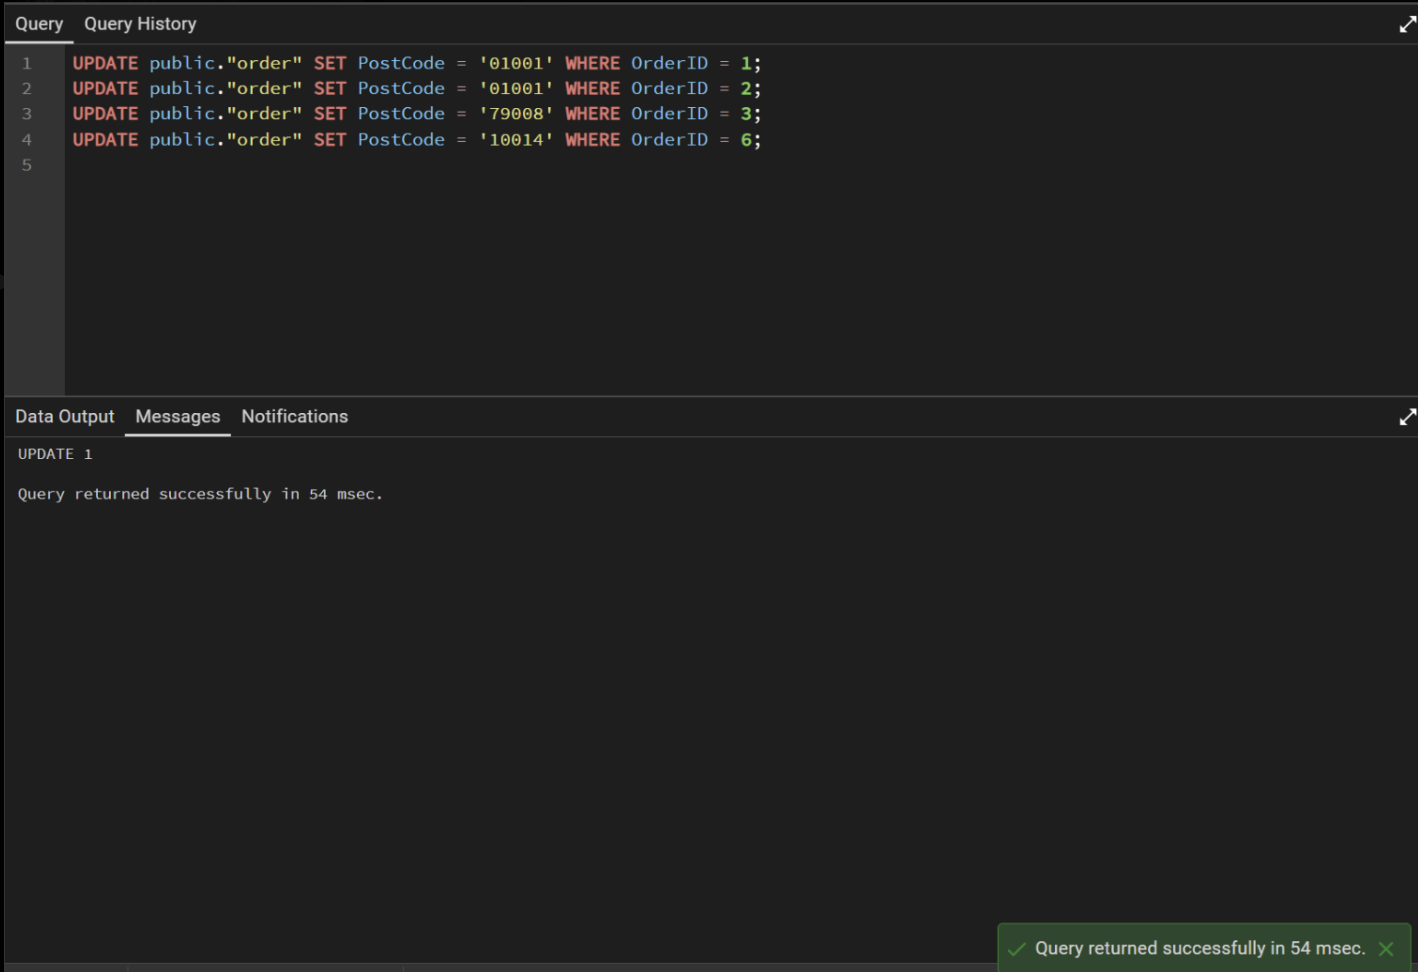 Query Query History
1 UPDATE public."order" SET PostCode = '01001' WHERE OrderID = 1;
2 UPDATE public."order" SET PostCode = '01001' WHERE OrderID = 2;
3 UPDATE public."order" SET PostCode = '79008' WHERE OrderID = 3;
4 UPDATE public."order" SET PostCode = '10014' WHERE OrderID = 6;
5
Data Output Messages Notifications
UPDATE 1
Query returned successfully in 54 msec.
Query returned successfully in 54 msec.